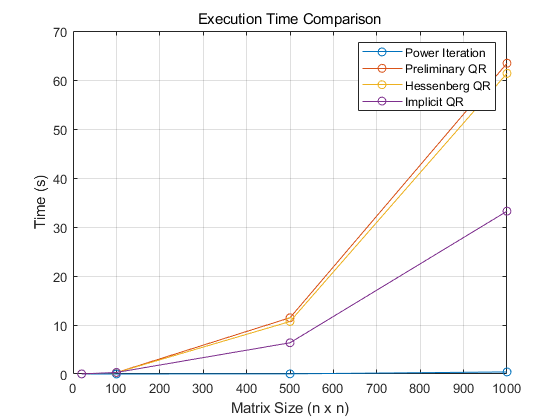 Execution Time Comparison
Power Iteration
Preliminary QR
Hessenberg QR
Implicit QR
70
60
50
40
30
20
10
0
Time (s)
0 100 200 300 400 500 600 700 800 900 1000
Matrix Size (n x n)